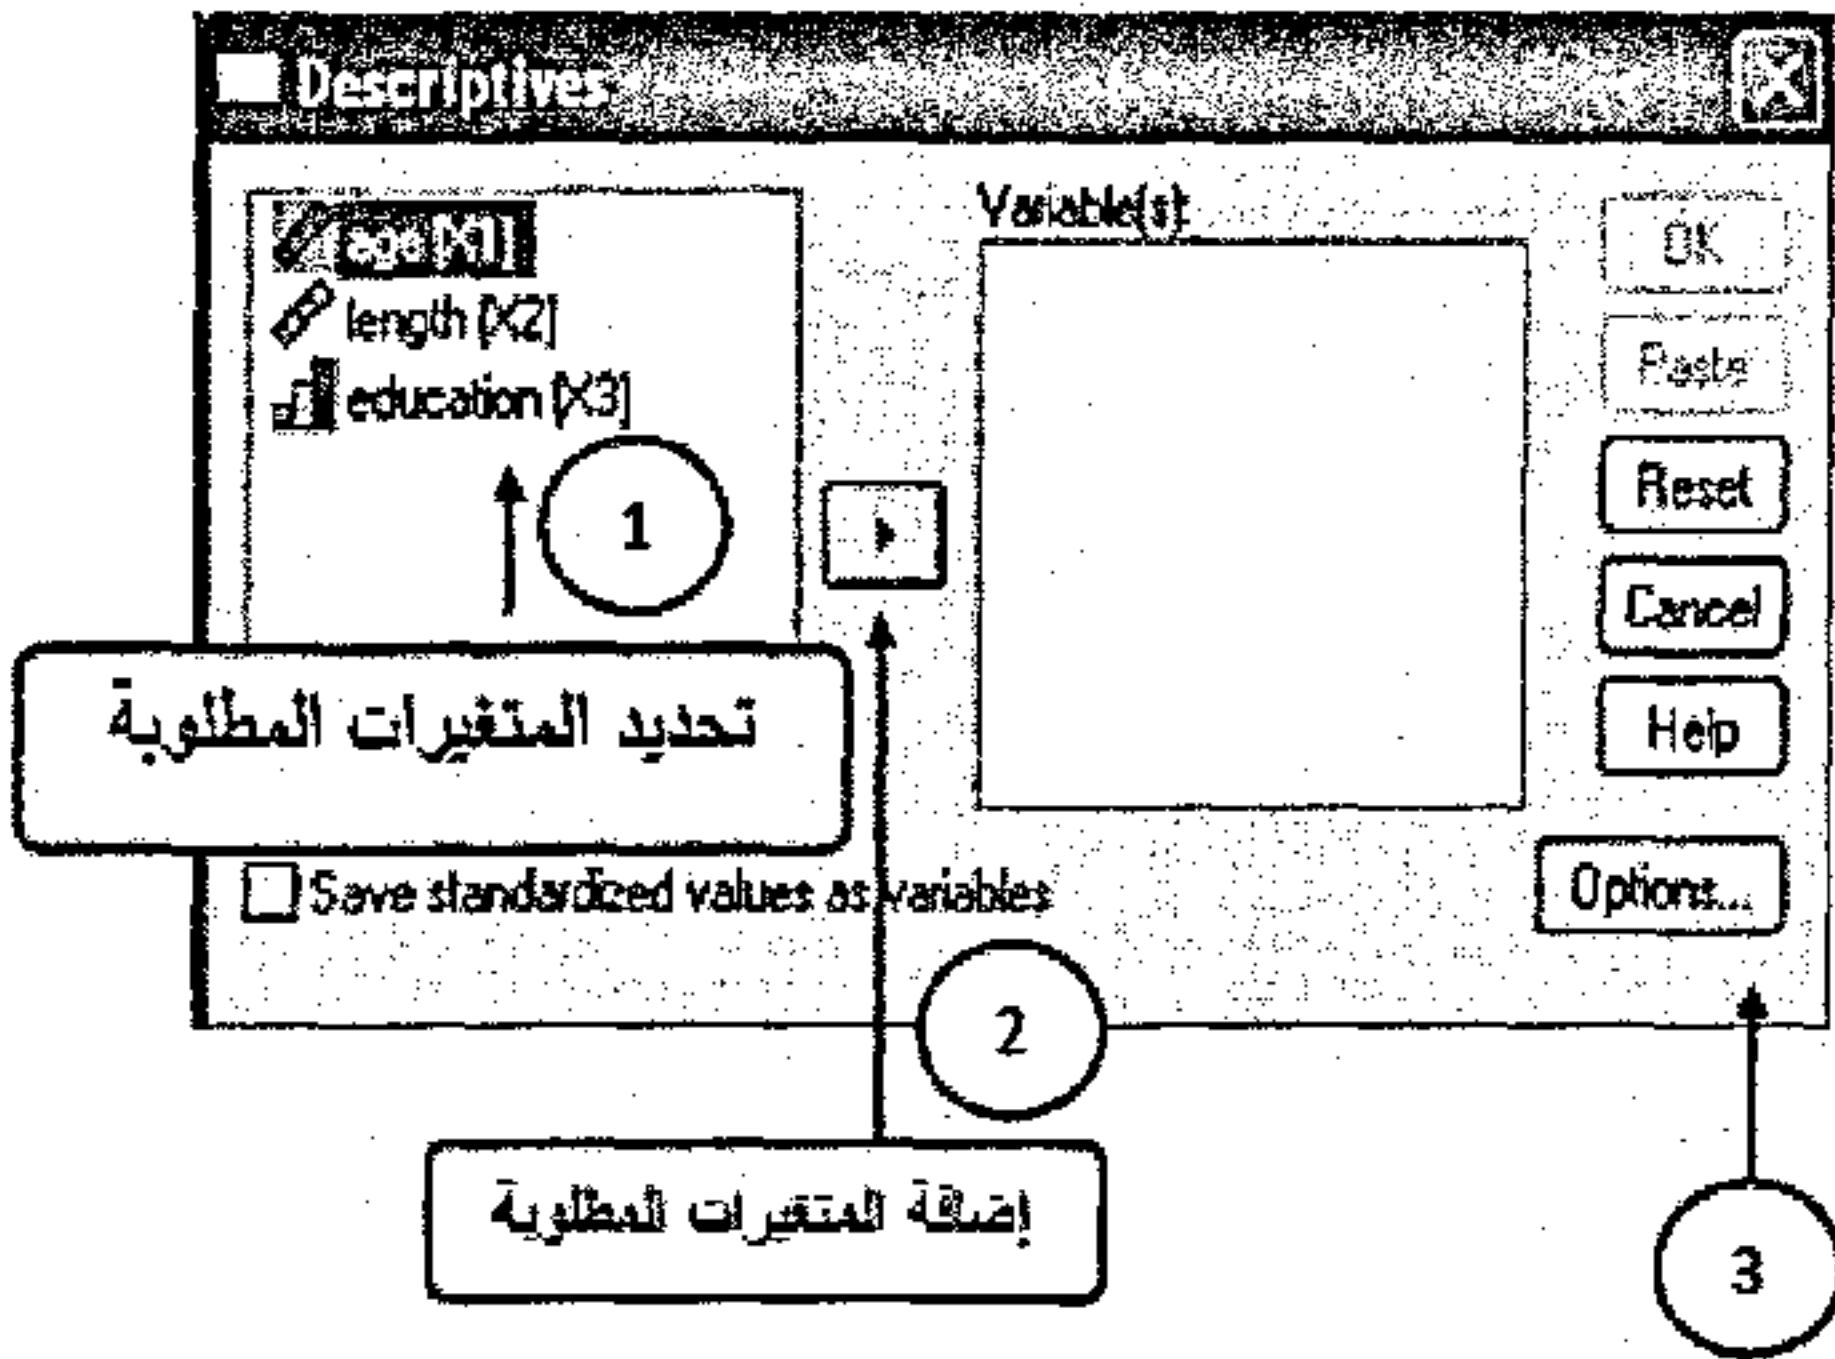 Descriptives
Variable(s):
age [X1]
length [X2]
education [X3]
OK
Paste
Reset
Cancel
Help
1
تحديد المتغيرات المطلوبة
Save standardized values as variables
Options...
2
إضافة المتغيرات المطلوبة
3